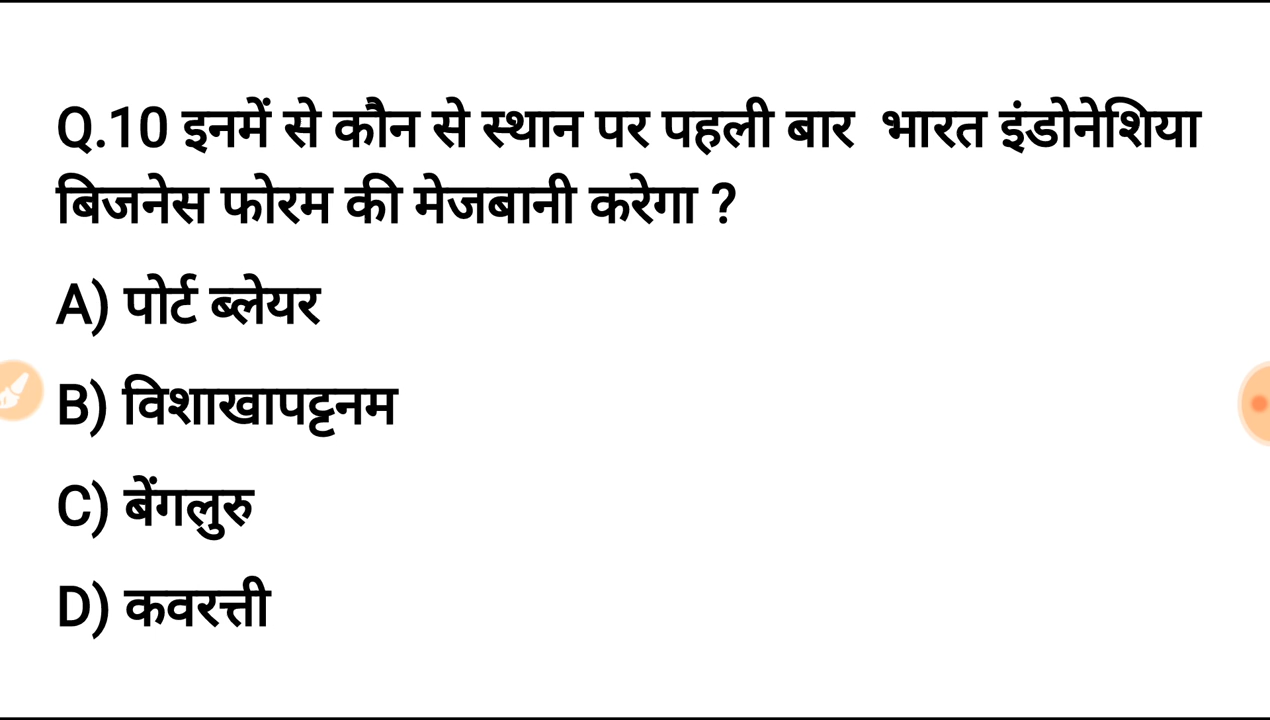 Q.10 इनमें से कौन से स्थान पर पहली बार भारत इंडोनेशिया
बिजनेस फोरम की मेजबानी करेगा ?
A) पोर्ट ब्लेयर
B) विशाखापट्टनम
C) बेंगलुरु
D) कवरत्ती